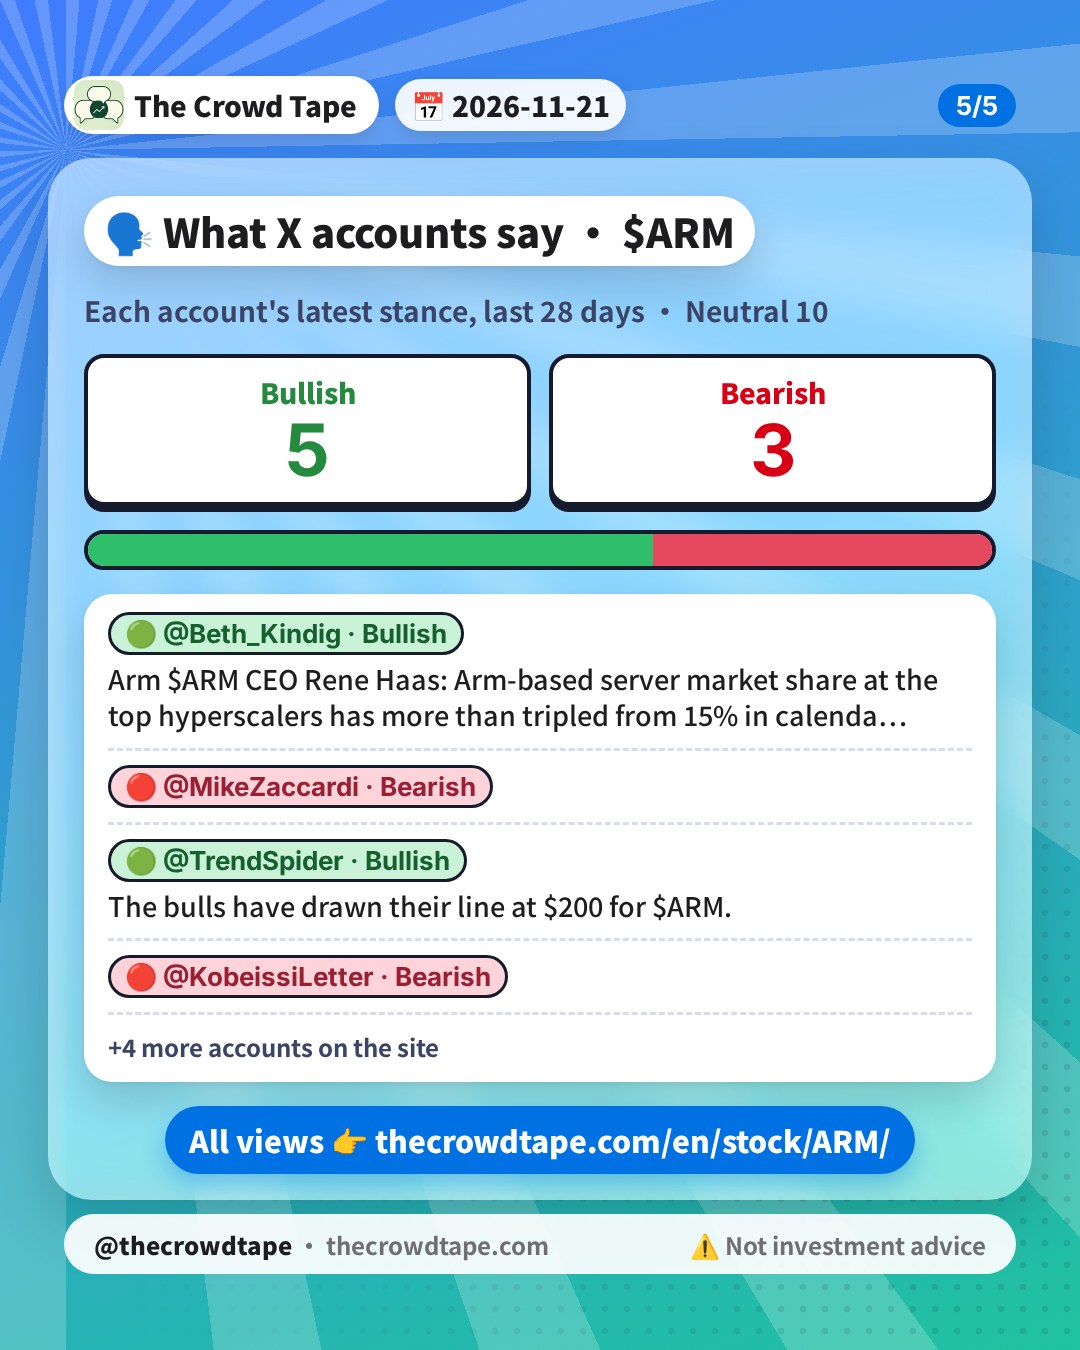 The Crowd Tape
July
2026-11-21
5/5
🗣️ What X accounts say • $ARM
Each account's latest stance, last 28 days • Neutral 10
Bullish
5
Bearish
3
🟢 @Beth_Kindig · Bullish
Arm $ARM CEO Rene Haas: Arm-based server market share at the
top hyperscalers has more than tripled from 15% in calenda…
🔴 @MikeZaccardi · Bearish
🟢 @TrendSpider · Bullish
The bulls have drawn their line at $200 for $ARM.
🔴 @KobeissiLetter · Bearish
+4 more accounts on the site
All views 👉 thecrowdtape.com/en/stock/ARM/
@thecrowdtape • thecrowdtape.com
⚠️ Not investment advice